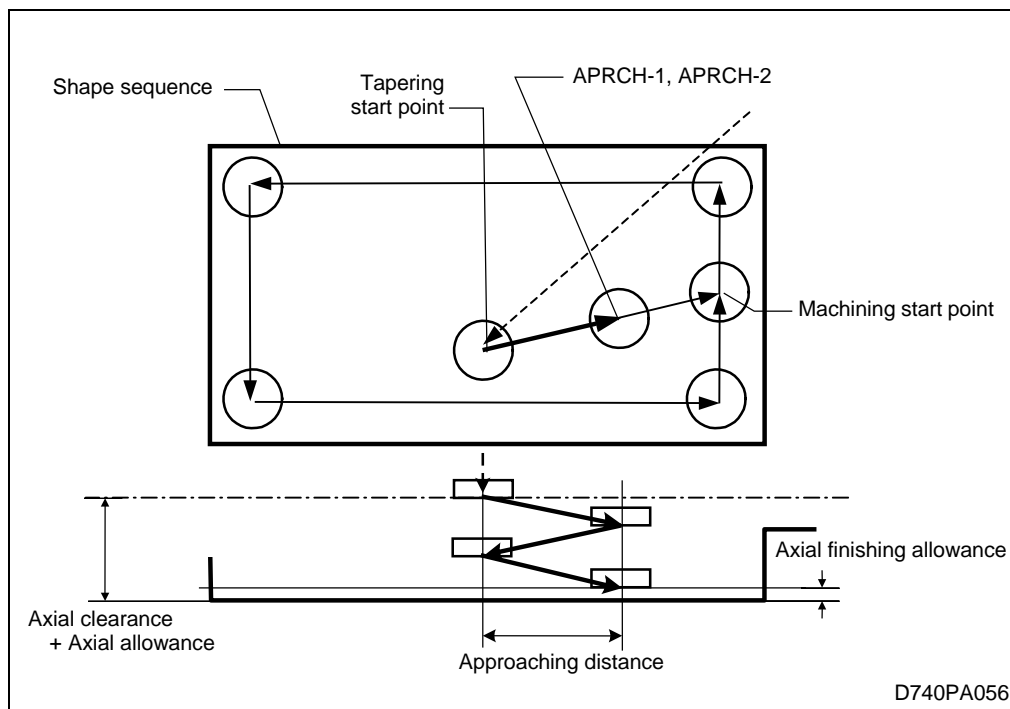 Shape sequence
Tapering
start point
APRCH-1, APRCH-2
Machining start point
Axial finishing allowance
Axial clearance
+ Axial allowance
Approaching distance
D740PA056